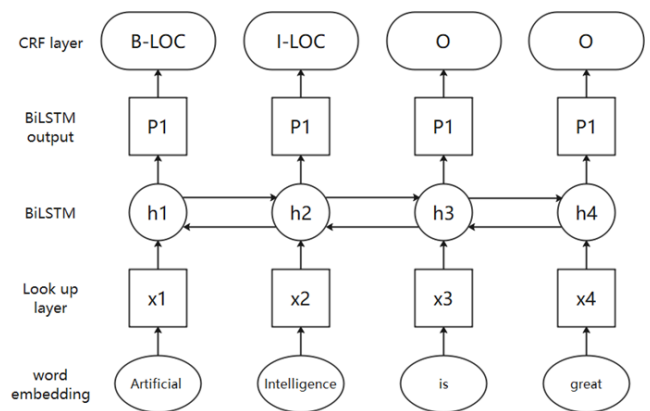 CRF layer B-LOC I-LOC O O
BiLSTM
output
P1 P1 P1 P1
BiLSTM h1 h2 h3 h4
Look up
layer
x1 x2 x3 x4
word
embedding
Artificial Intelligence is great